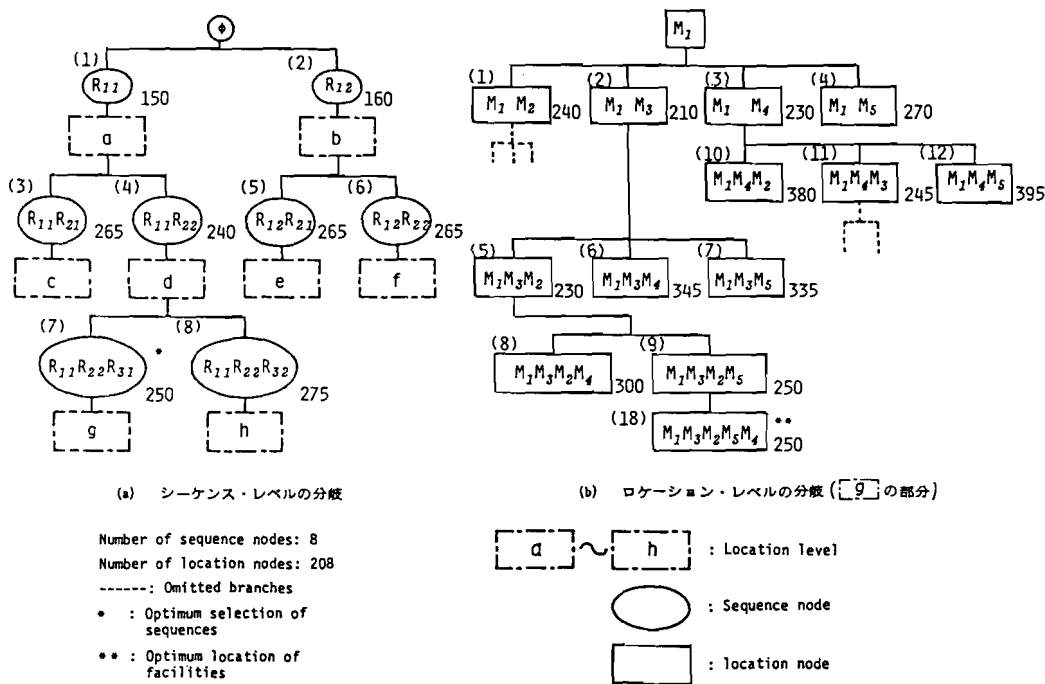 φ
(1)
R11
150
(2)
R12
160
a
b
(3)
R11R21
265
(4)
R11R22
240
(5)
R12R21
265
(6)
R12R22
265
c
d
e
f
(7)
R11R22R31
*
250
(8)
R11R22R32
275
g
h
(a) シーケンス・レベルの分岐
M1
(1)
M1 M2
240
(2)
M1 M3
210
(3)
M1 M4
230
(4)
M1 M5
270
(10)
M1M4M2
380
(11)
M1M4M3
245
(12)
M1M4M5
395
(5)
M1M3M2
230
(6)
M1M3M4
345
(7)
M1M3M5
335
(8)
M1M3M2M4
300
(9)
M1M3M2M5
250
(18)
M1M3M2M5M4
**
250
(b) ロケーション・レベルの分岐 ( g の部分)
Number of sequence nodes: 8
Number of location nodes: 208
------: Omitted branches
* : Optimum selection of
sequences
** : Optimum location of
facilities
a ~ h : Location level
: Sequence node
: location node